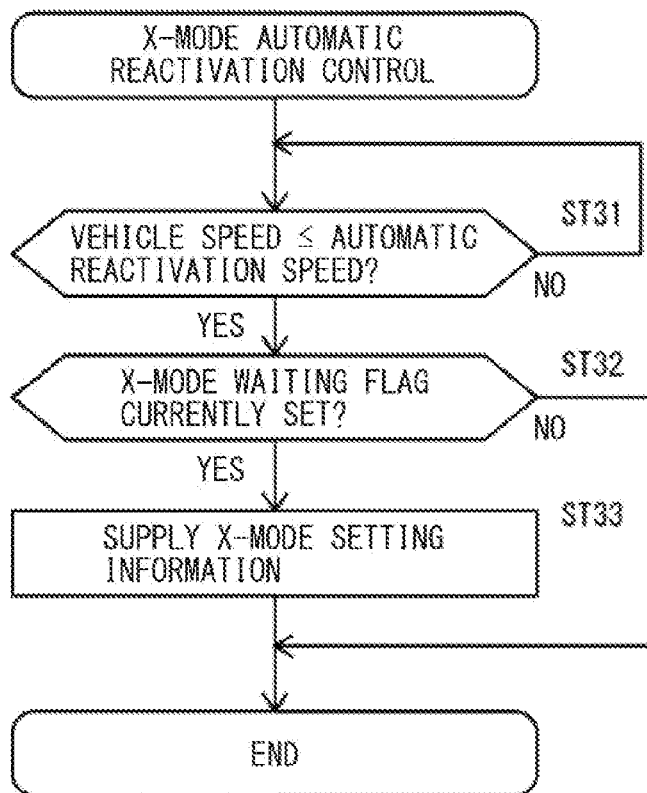 X-MODE AUTOMATIC
REACTIVATION CONTROL
ST31
VEHICLE SPEED ≤ AUTOMATIC
REACTIVATION SPEED?
NO
YES
ST32
X-MODE WAITING FLAG
CURRENTLY SET?
NO
YES
ST33
SUPPLY X-MODE SETTING
INFORMATION
END